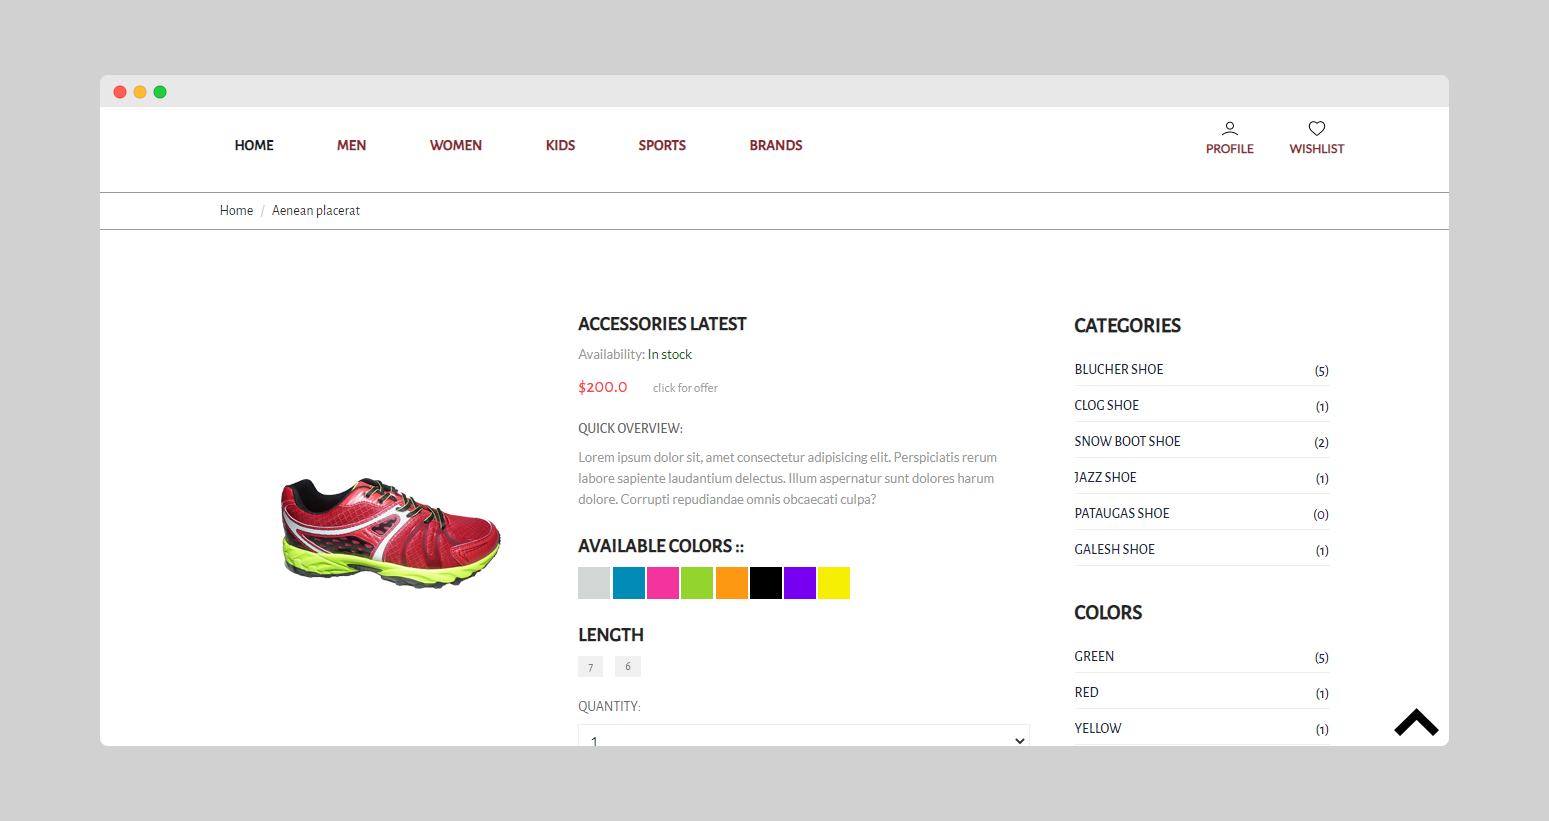 HOME MEN WOMEN KIDS SPORTS BRANDS PROFILE WISHLIST
Home / Aenean placerat
ACCESSORIES LATEST
Availability: In stock
$200.0 click for offer
QUICK OVERVIEW:
Lorem ipsum dolor sit, amet consectetur adipisicing elit. Perspiciatis rerum
labore sapiente laudantium delectus. Illum aspernatur sunt dolores harum
dolore. Corrupti repudiandae omnis obcaecati culpa?
AVAILABLE COLORS ::
LENGTH
7 6
QUANTITY:
1
CATEGORIES
BLUCHER SHOE (5)
CLOG SHOE (1)
SNOW BOOT SHOE (2)
JAZZ SHOE (1)
PATAUGAS SHOE (0)
GALESH SHOE (1)
COLORS
GREEN (5)
RED (1)
YELLOW (1)